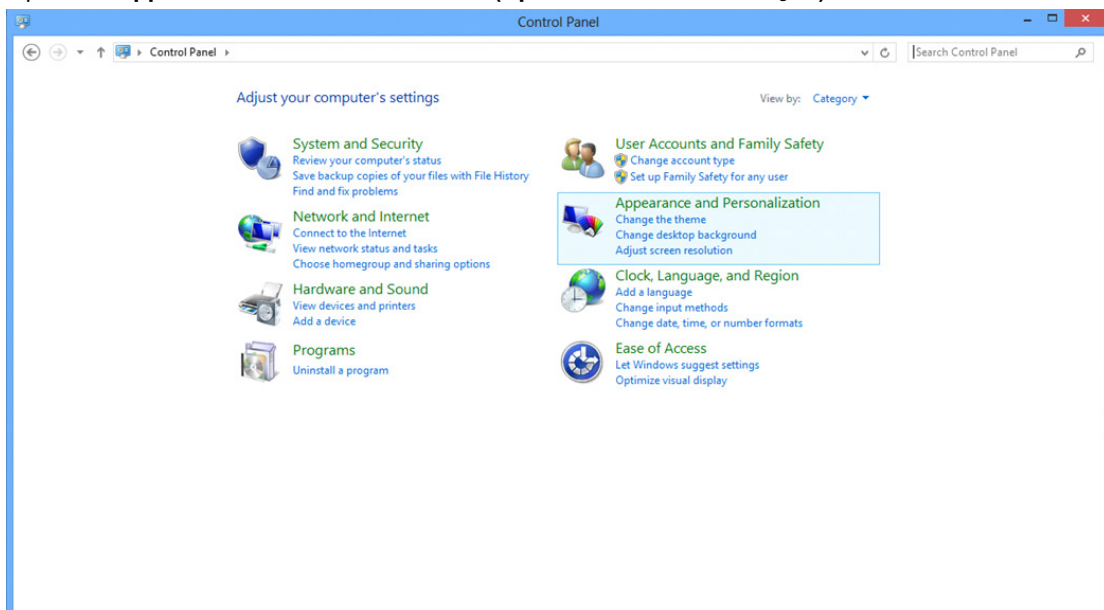 Control Panel
Control Panel
Search Control Panel
Adjust your computer's settings
View by: Category
System and Security
Review your computer's status
Save backup copies of your files with File History
Find and fix problems
Network and Internet
Connect to the Internet
View network status and tasks
Choose homegroup and sharing options
Hardware and Sound
View devices and printers
Add a device
Programs
Uninstall a program
User Accounts and Family Safety
Change account type
Set up Family Safety for any user
Appearance and Personalization
Change the theme
Change desktop background
Adjust screen resolution
Clock, Language, and Region
Add a language
Change input methods
Change date, time, or number formats
Ease of Access
Let Windows suggest settings
Optimize visual display